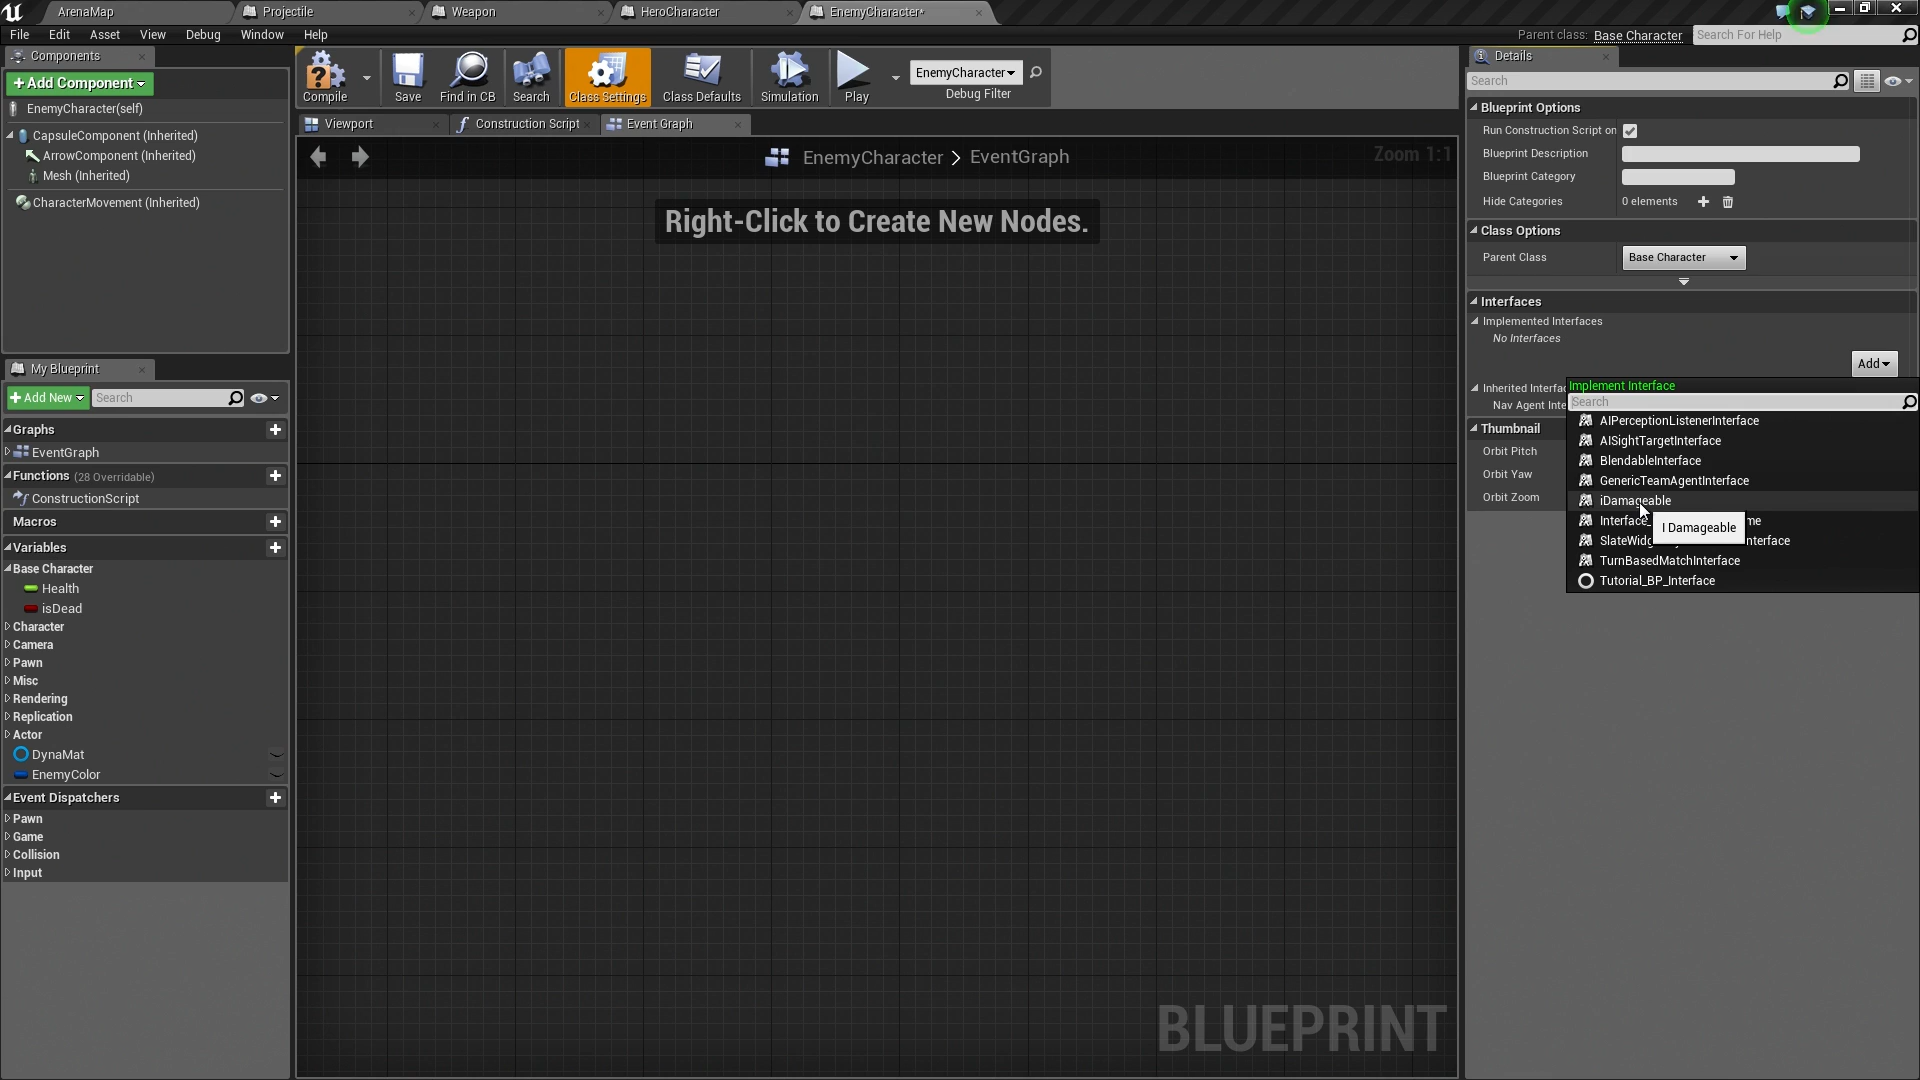 ArenaMap
Projectile
Weapon
HeroCharacter
EnemyCharacter*
File Edit Asset View Debug Window Help
Parent class: Base Character
Search For Help
Components
+Add Component
EnemyCharacter(self)
CapsuleComponent (Inherited)
ArrowComponent (Inherited)
Mesh (Inherited)
CharacterMovement (Inherited)
My Blueprint
+Add New
Search
Graphs
EventGraph
Functions (28 Overridable)
ConstructionScript
Macros
Variables
Base Character
Health
isDead
Character
Camera
Pawn
Misc
Rendering
Replication
Actor
DynaMat
EnemyColor
Event Dispatchers
Pawn
Game
Collision
Input
Compile
Save
Find in CB
Search
Class Settings
Class Defaults
Simulation
Play
EnemyCharacter
Debug Filter
Viewport
Construction Script
Event Graph
EnemyCharacter > EventGraph
Zoom 1:1
Right-Click to Create New Nodes.
BLUEPRINT
Details
Search
Blueprint Options
Run Construction Script on
Blueprint Description
Blueprint Category
Hide Categories 0 elements
Class Options
Parent Class Base Character
Interfaces
Implemented Interfaces
No Interfaces
Add
Inherited Interfac
Nav Agent Inte
Thumbnail
Orbit Pitch
Orbit Yaw
Orbit Zoom
Implement Interface
Search
AIPerceptionListenerInterface
AISightTargetInterface
BlendableInterface
GenericTeamAgentInterface
iDamageable
I Damageable
TurnBasedMatchInterface
Tutorial_BP_Interface